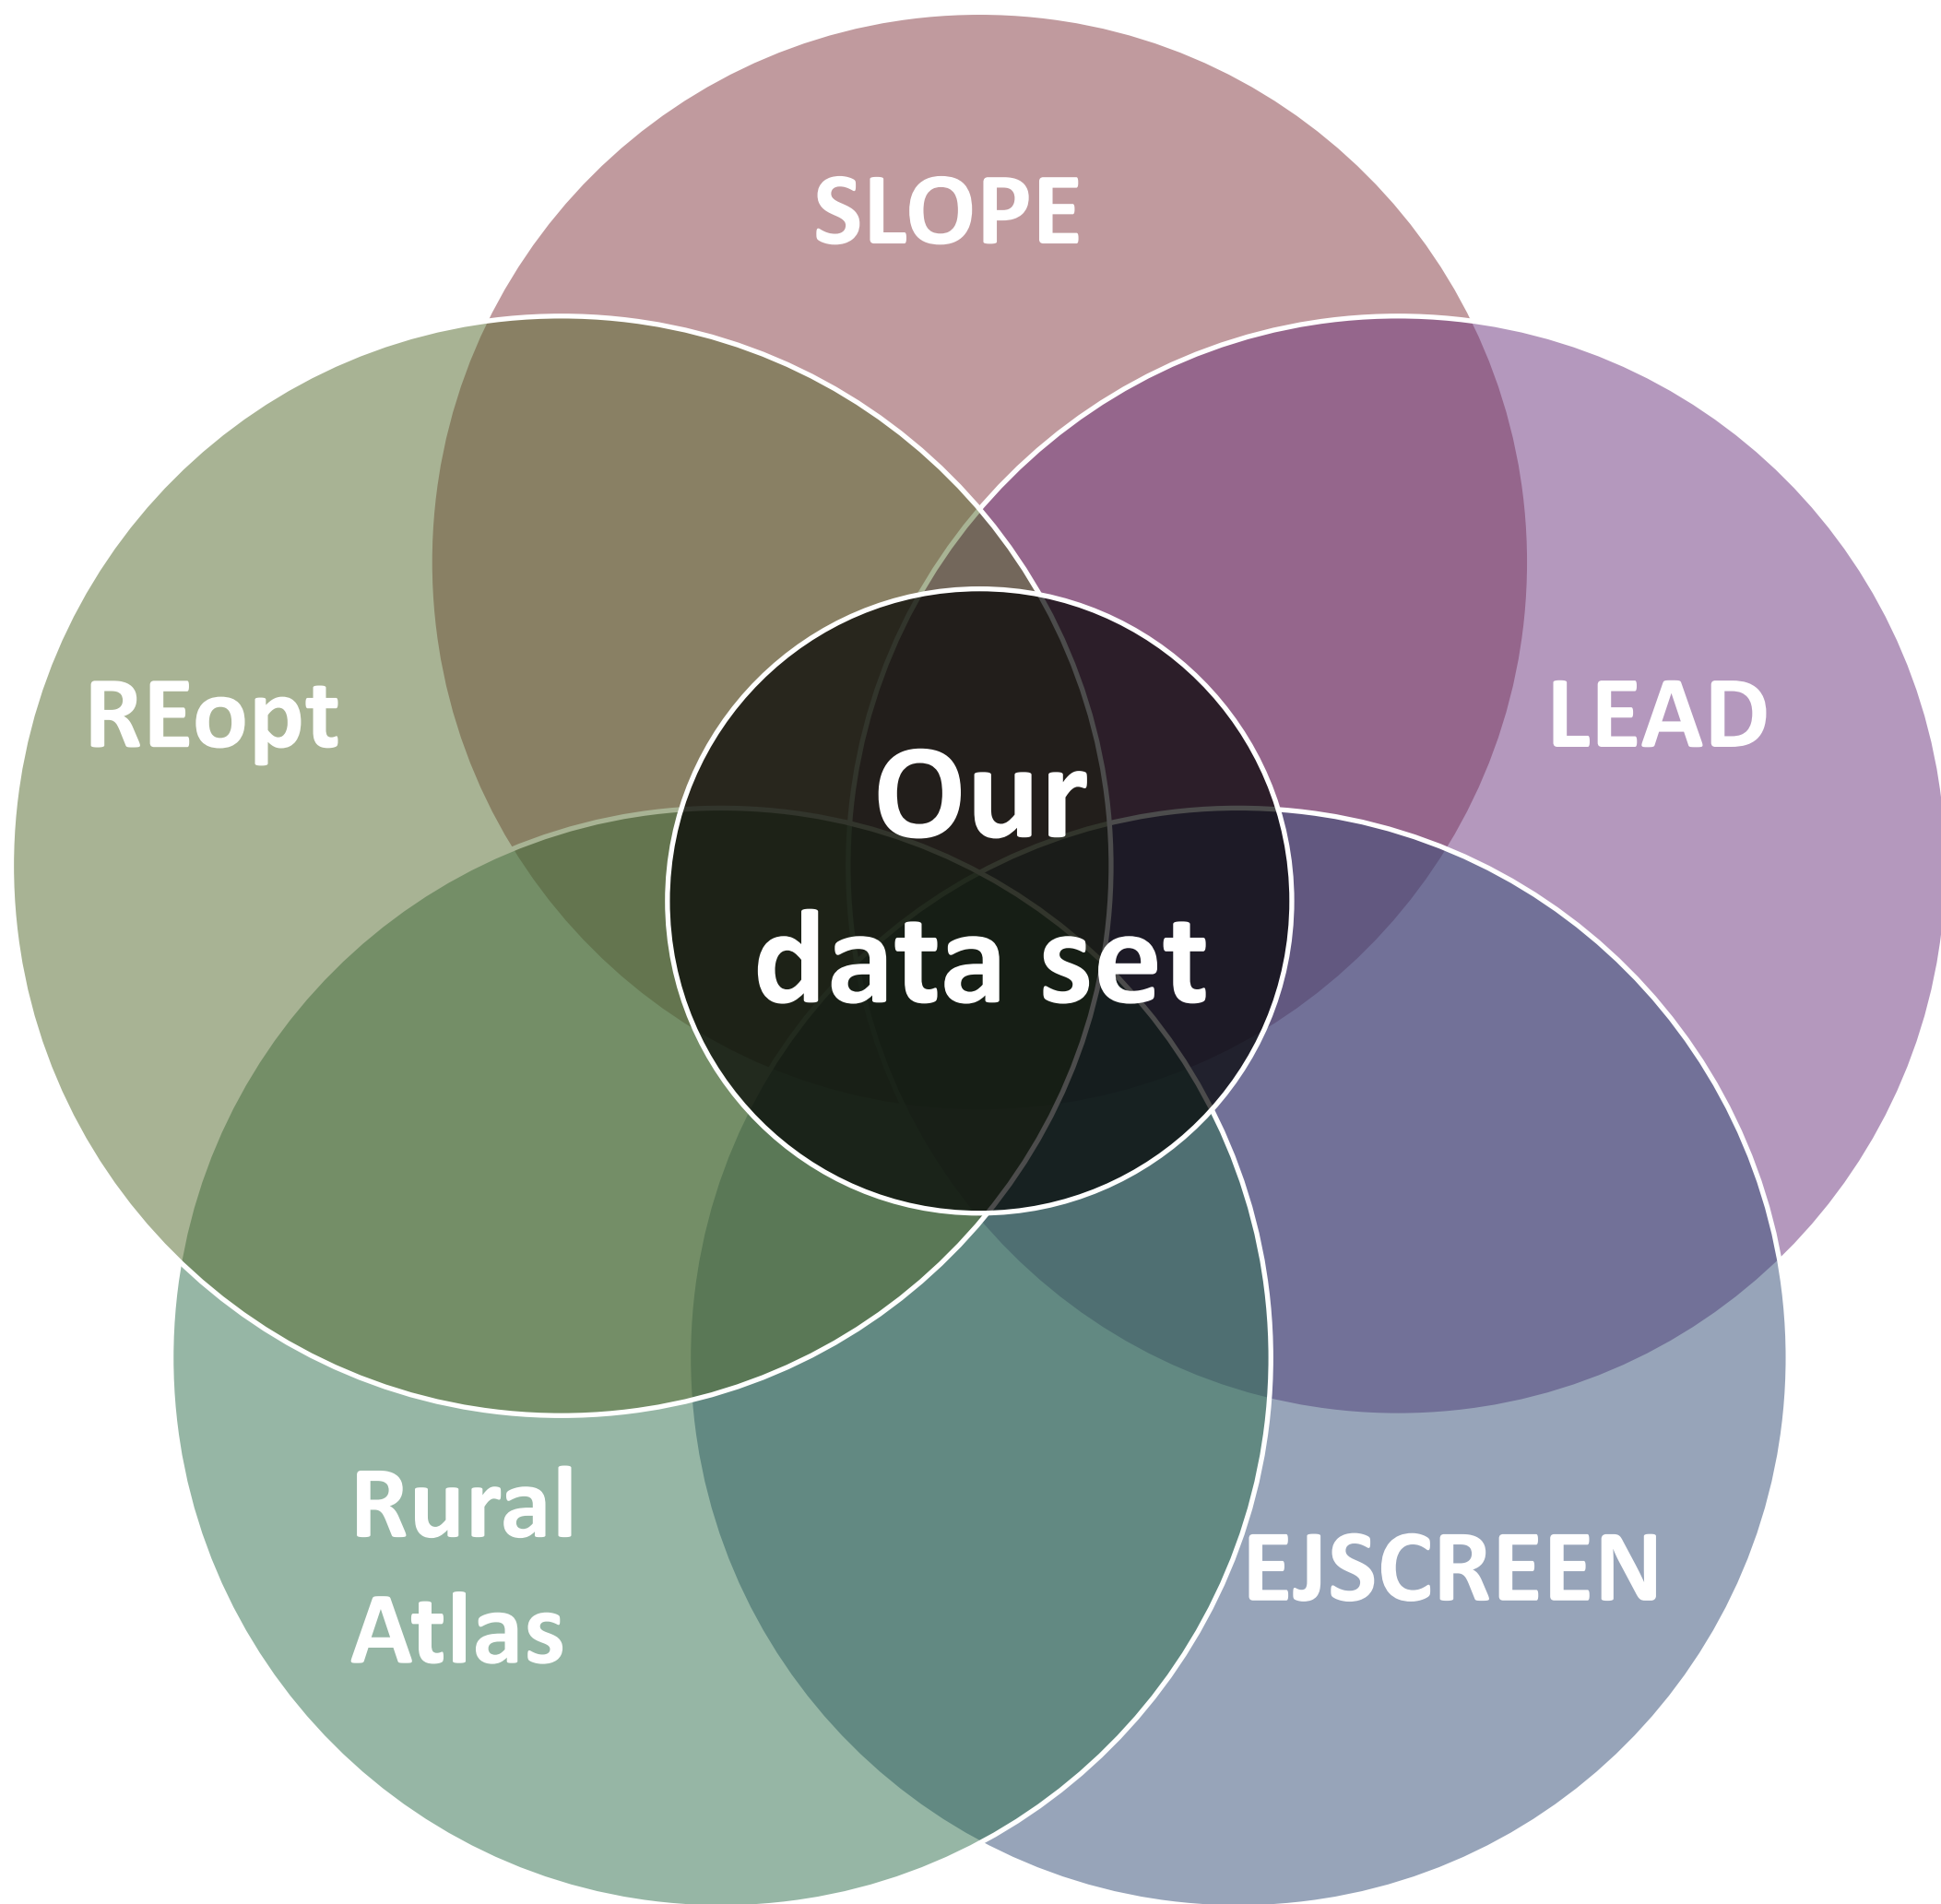 SLOPE
REopt
LEAD
Our
data set
Rural
Atlas
EJSCREEN